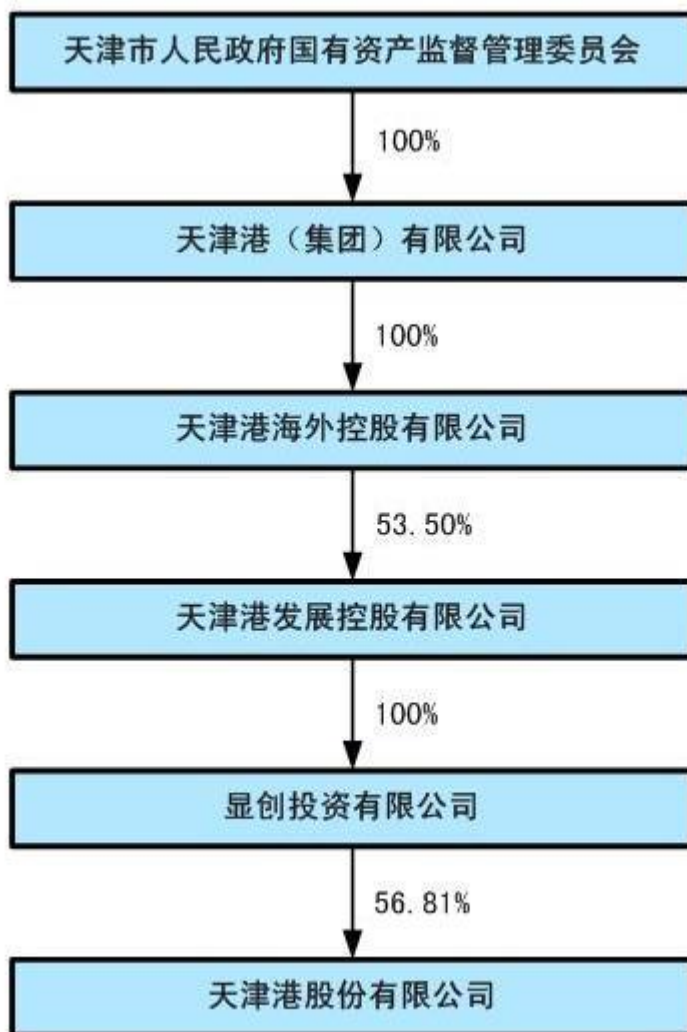 天津市人民政府国有资产监督管理委员会
100%
天津港（集团）有限公司
100%
天津港海外控股有限公司
53.50%
天津港发展控股有限公司
100%
显创投资有限公司
56.81%
天津港股份有限公司